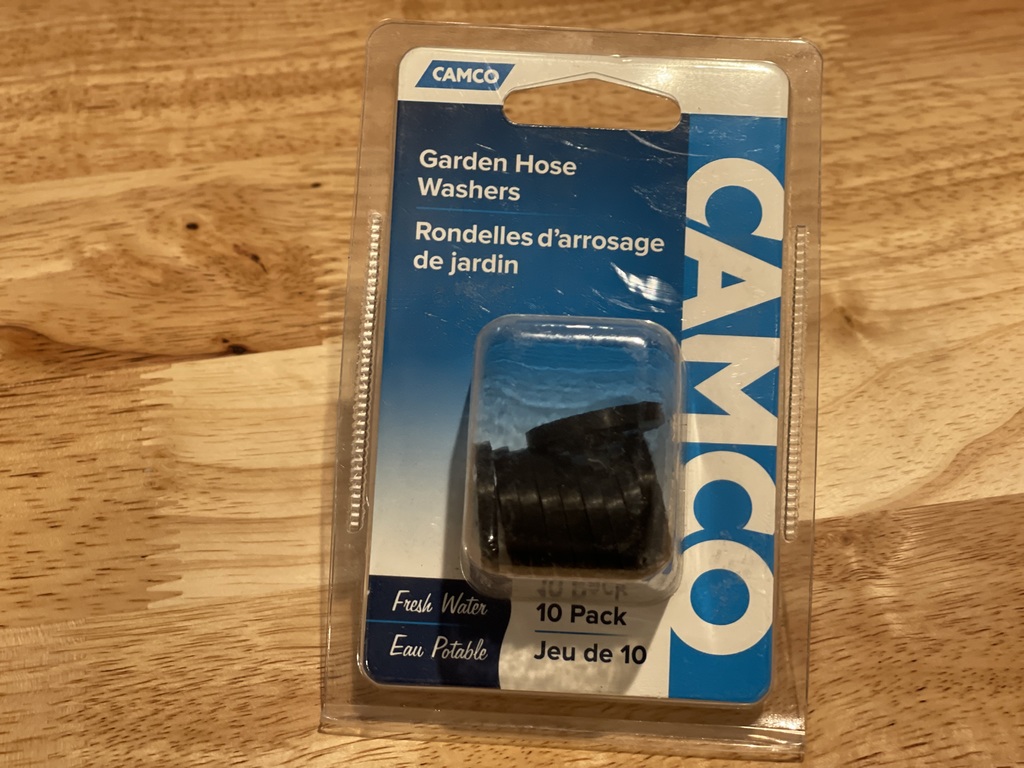 CAMCO
Garden Hose
Washers
Rondelles d'arrosage
de jardin
CAMCO
Fresh Water
Eau Potable
10 Pack
Jeu de 10